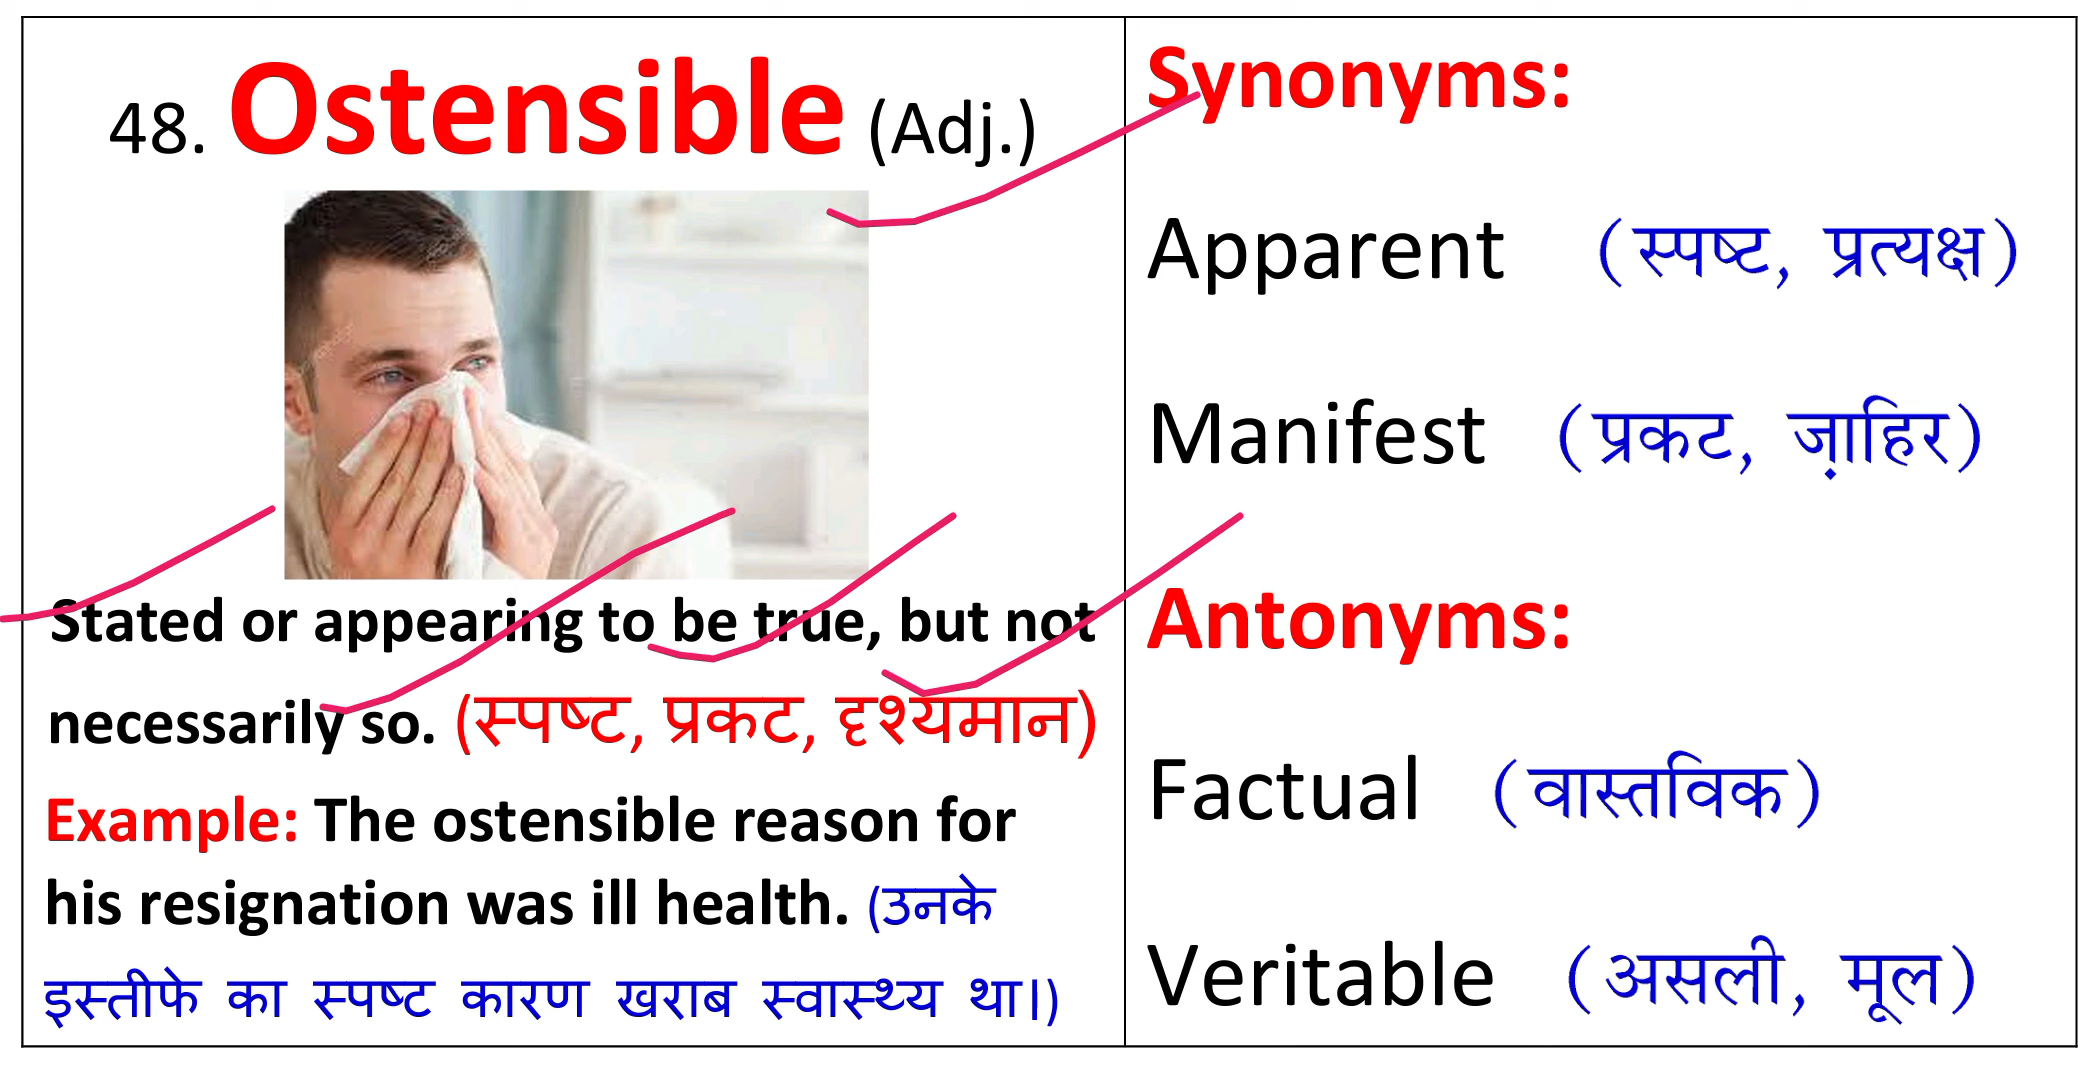 48. Ostensible (Adj.)
Stated or appearing to be true, but not
necessarily so. (स्पष्ट, प्रकट, दृश्यमान)
Example: The ostensible reason for
his resignation was ill health. (उनके
इस्तीफे का स्पष्ट कारण खराब स्वास्थ्य था।)
Synonyms:
Apparent (स्पष्ट, प्रत्यक्ष)
Manifest (प्रकट, ज़ाहिर)
Antonyms:
Factual (वास्तविक)
Veritable (असली, मूल)